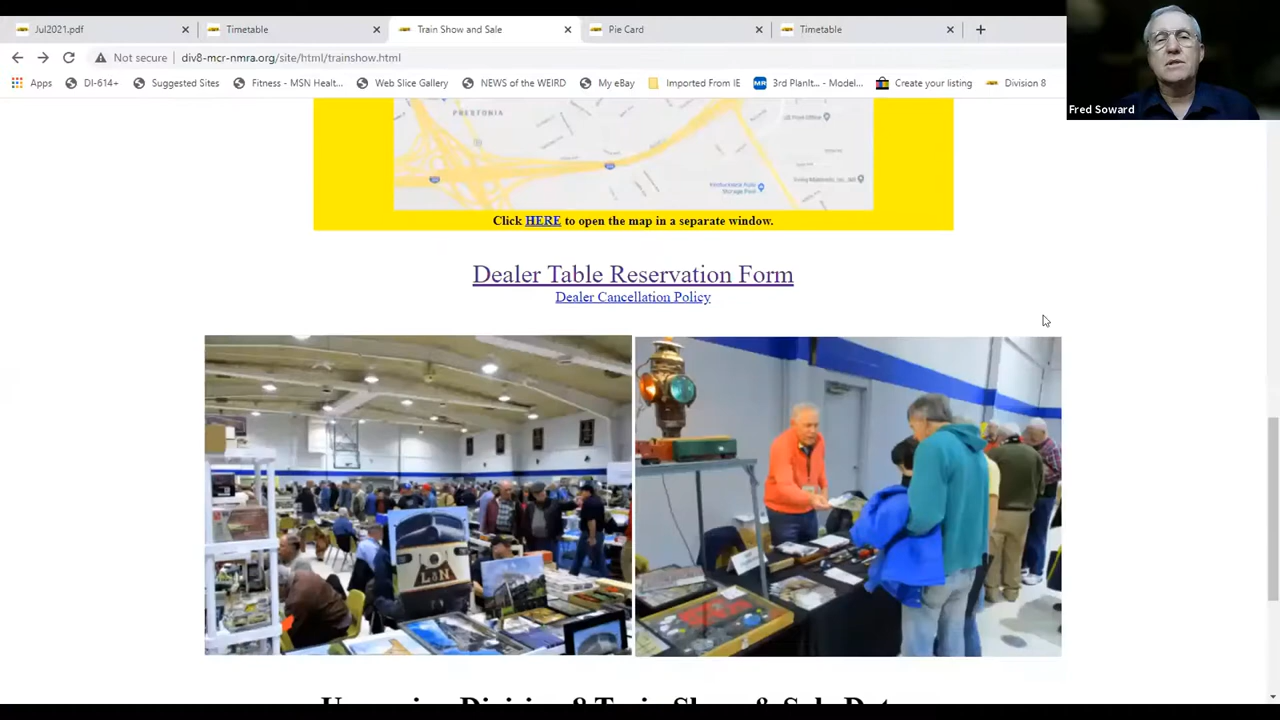 Jul2021.pdf
Timetable
Train Show and Sale
Pie Card
Timetable
Not secure
div8-mcr-nmra.org/site/html/trainshow.html
Apps
DI-614+
Suggested Sites
Fitness - MSN Healt...
Web Slice Gallery
NEWS of the WEIRD
My eBay
Imported From IE
MR
3rd PlanIt... - Model...
Create your listing
Division 8
Fred Soward
PRESTONIA
Click HERE to open the map in a separate window.
Dealer Table Reservation Form
Dealer Cancellation Policy
L&N